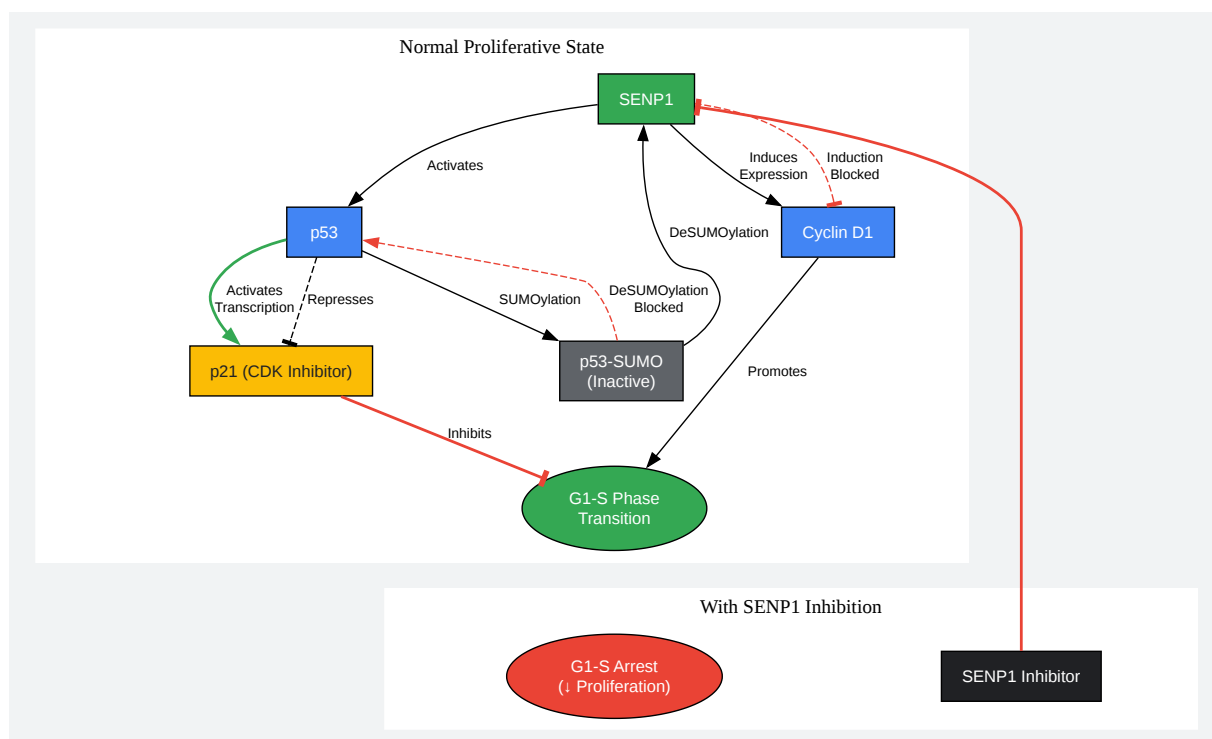 Normal Proliferative State
SENP1
Activates
Induces
Expression
Induction
Blocked
p53
DeSUMOylation
Cyclin D1
Activates
Transcription
Represses
SUMOylation
DeSUMOylation
Blocked
p21 (CDK Inhibitor)
p53-SUMO
(Inactive)
Promotes
Inhibits
G1-S Phase
Transition
With SENP1 Inhibition
G1-S Arrest
(↓ Proliferation)
SENP1 Inhibitor